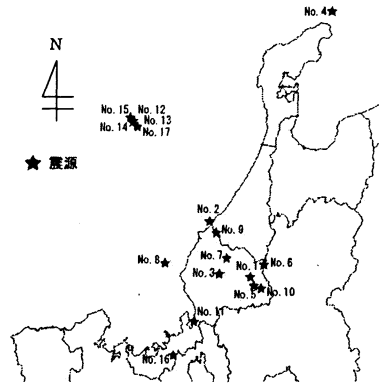 No. 4
N
No. 15 No. 12
No. 13
No. 14 No. 17
震源
No. 2
No. 9
No. 7
No. 8
No. 6
No. 3
No. 1
No. 5 No. 10
No. 11
No. 16